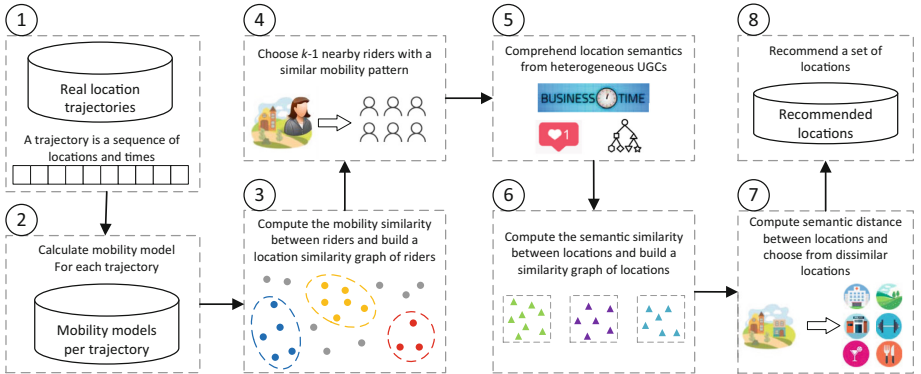 1
Real location
trajectories
A trajectory is a sequence of
locations and times
2
Calculate mobility model
For each trajectory
Mobility models
per trajectory
3
Compute the mobility similarity
between riders and build a
location similarity graph of riders
4
Choose k-1 nearby riders with a
similar mobility pattern
5
Comprehend location semantics
from heterogeneous UGCs
BUSINESS TIME
1
6
Compute the semantic similarity
between locations and build a
similarity graph of locations
7
Compute semantic distance
between locations and
choose from dissimilar
locations
8
Recommend a set of
locations
Recommended
locations